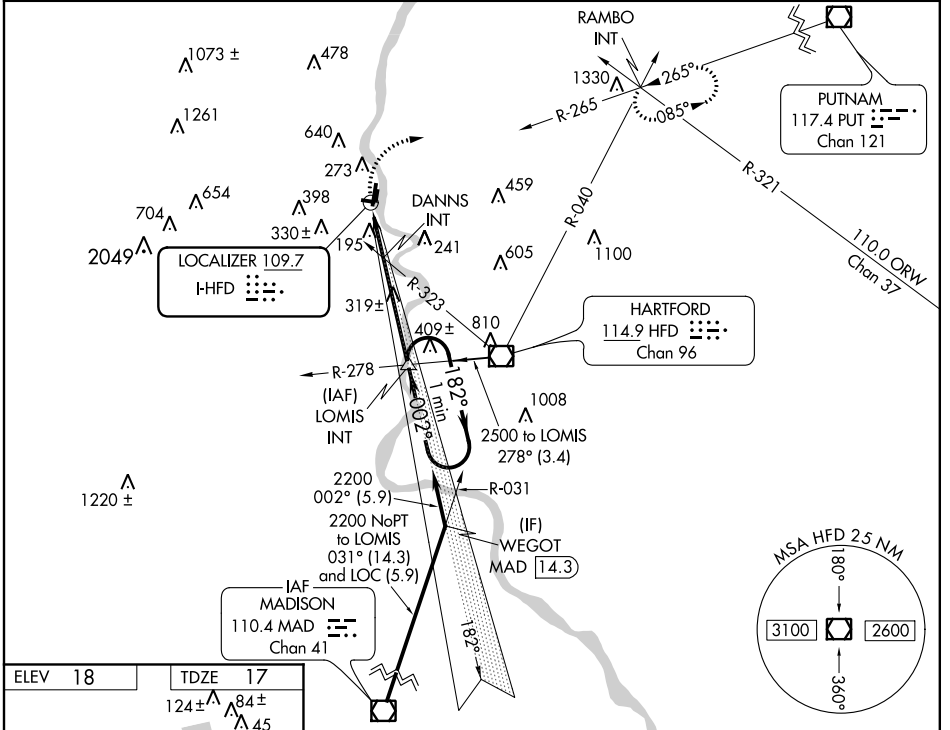 1073 ±
478
1261
640
273
654
398
704
330 ±
195
2049
LOCALIZER 109.7
I-HFD
RAMBO
INT
1330
265°
085°
R-265
PUTNAM
117.4 PUT
Chan 121
R-321
R-040
110.0 ORW
Chan 37
DANNS
INT
459
241
605
1100
R-323
319±
409±
810
HARTFORD
114.9 HFD
Chan 96
R-278
(IAF)
LOMIS
INT
182°
1 min
002°
1008
2500 to LOMIS
278° (3.4)
1220 ±
2200
002° (5.9)
R-031
2200 NoPT
to LOMIS
031° (14.3)
and LOC (5.9)
(IF)
WEGOT
MAD 14.3
IAF
MADISON
110.4 MAD
Chan 41
182°
MSA HFD 25 NM
180°
3100
2600
360°
ELEV 18
TDZE 17
124±
84±
45